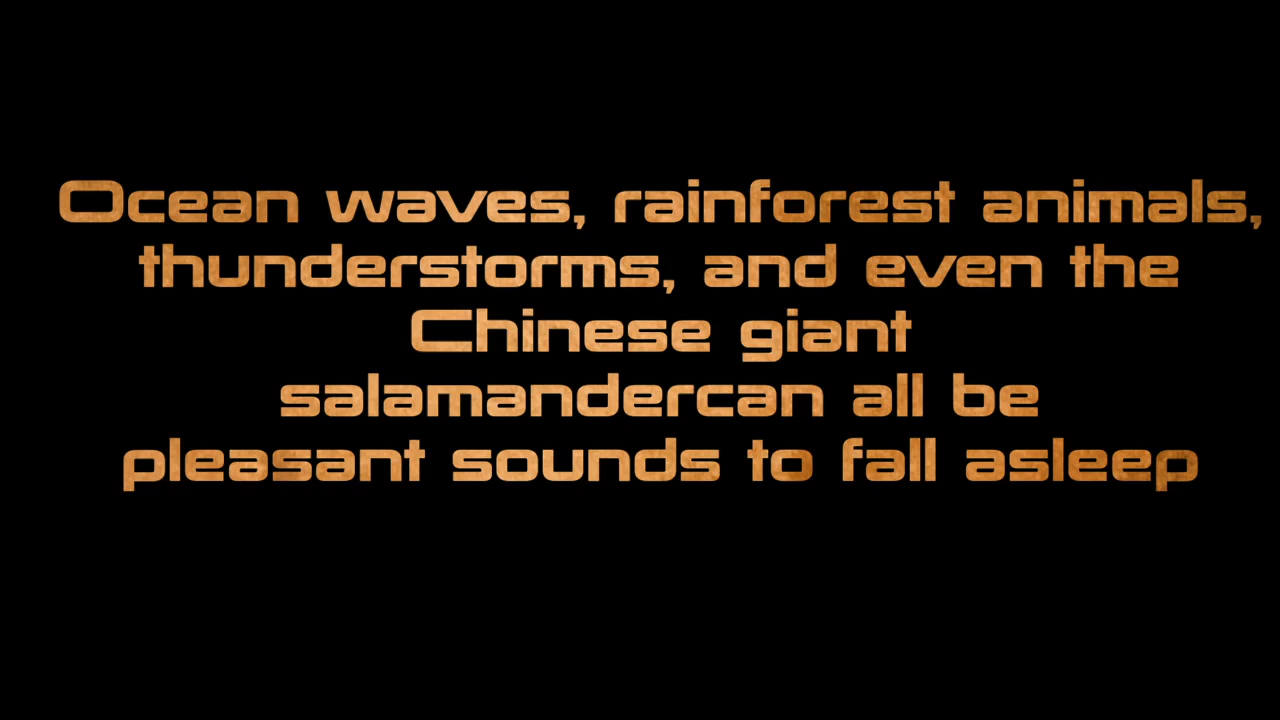 Ocean waves, rainforest animals,
thunderstorms, and even the
Chinese giant
salamandercan all be
pleasant sounds to fall asleep